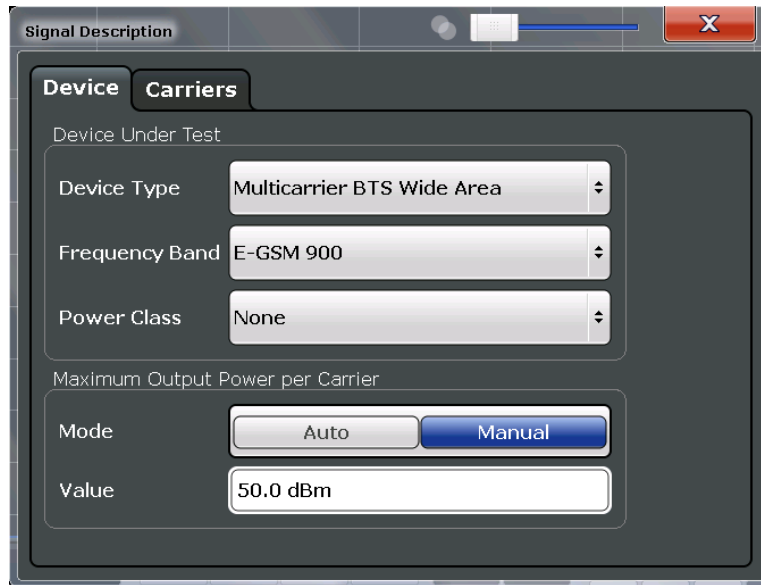 Signal Description
X
Device Carriers
Device Under Test
Device Type Multicarrier BTS Wide Area
Frequency Band E-GSM 900
Power Class None
Maximum Output Power per Carrier
Mode Auto Manual
Value 50.0 dBm